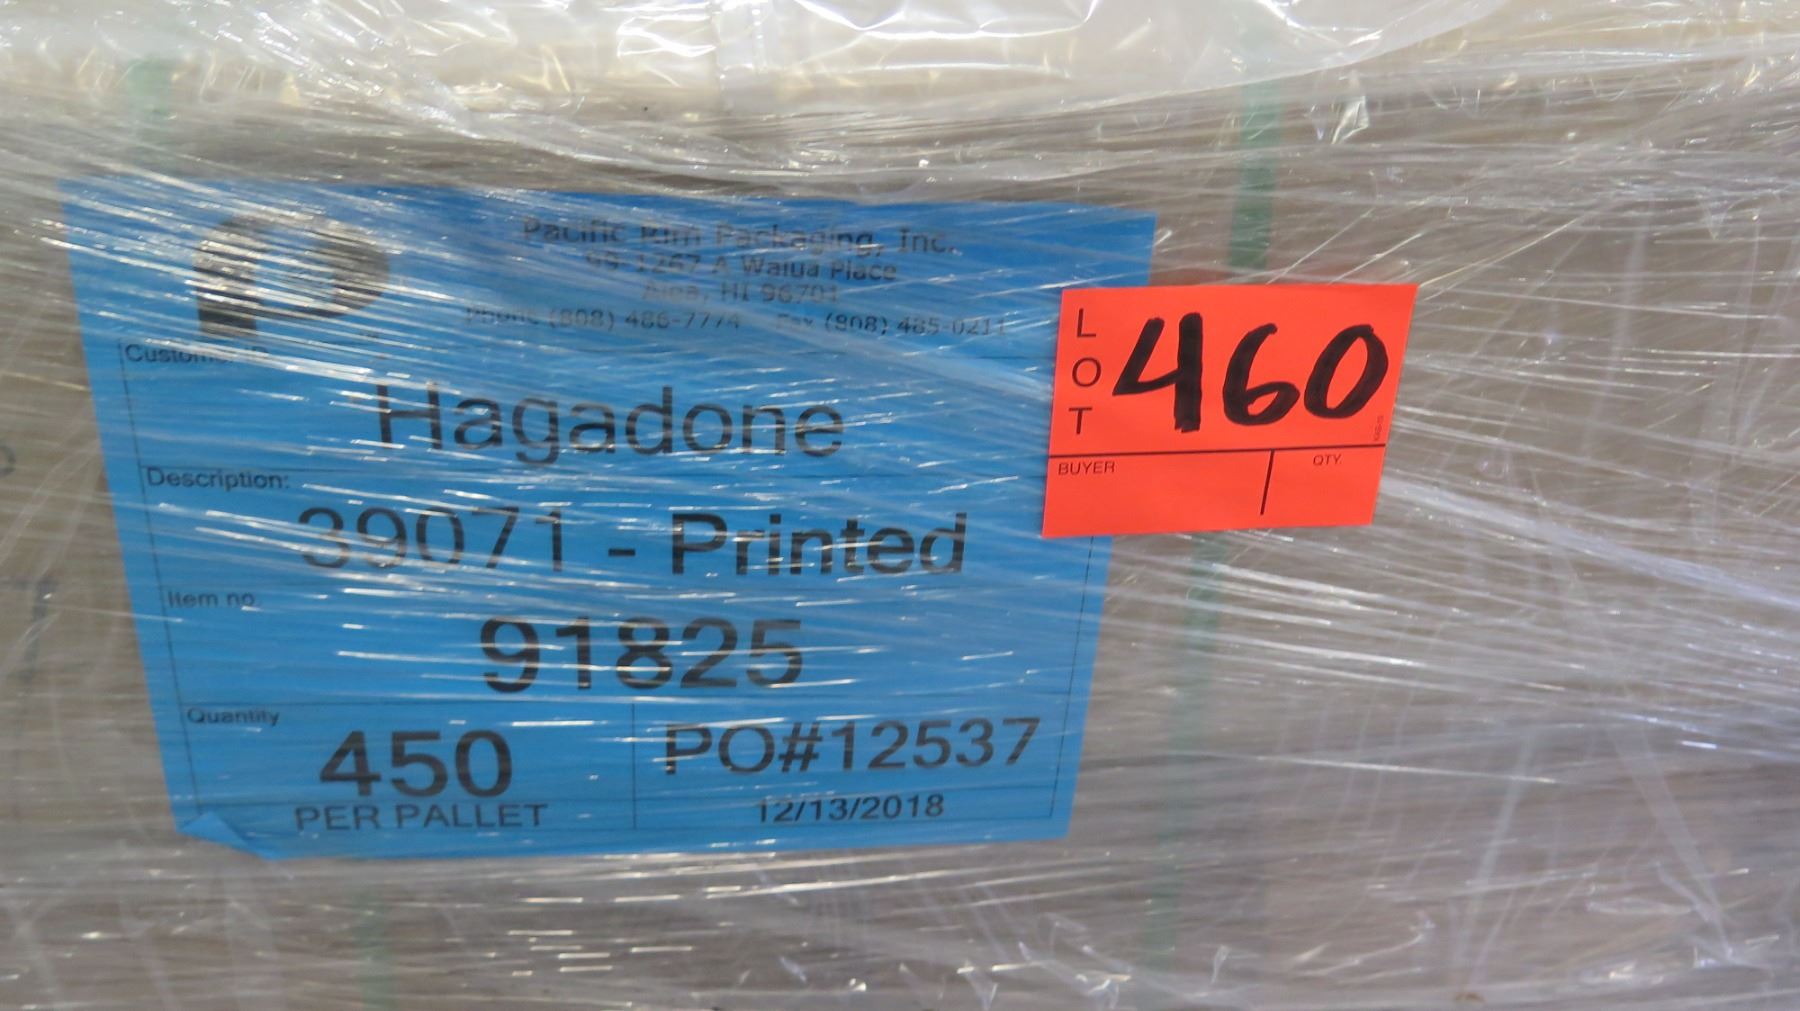 Pacific Rim Packaging, Inc.
99-1267 A Waiua Place
Aiea, HI 96701
Phone (808) 486-7774 Fax (808) 485-0211
Customer ID
Hagadone
Description:
39071 - Printed
Item no.
91825
Quantity
450
PER PALLET
PO#12537
12/13/2018
LOT
460
BUYER
QTY.